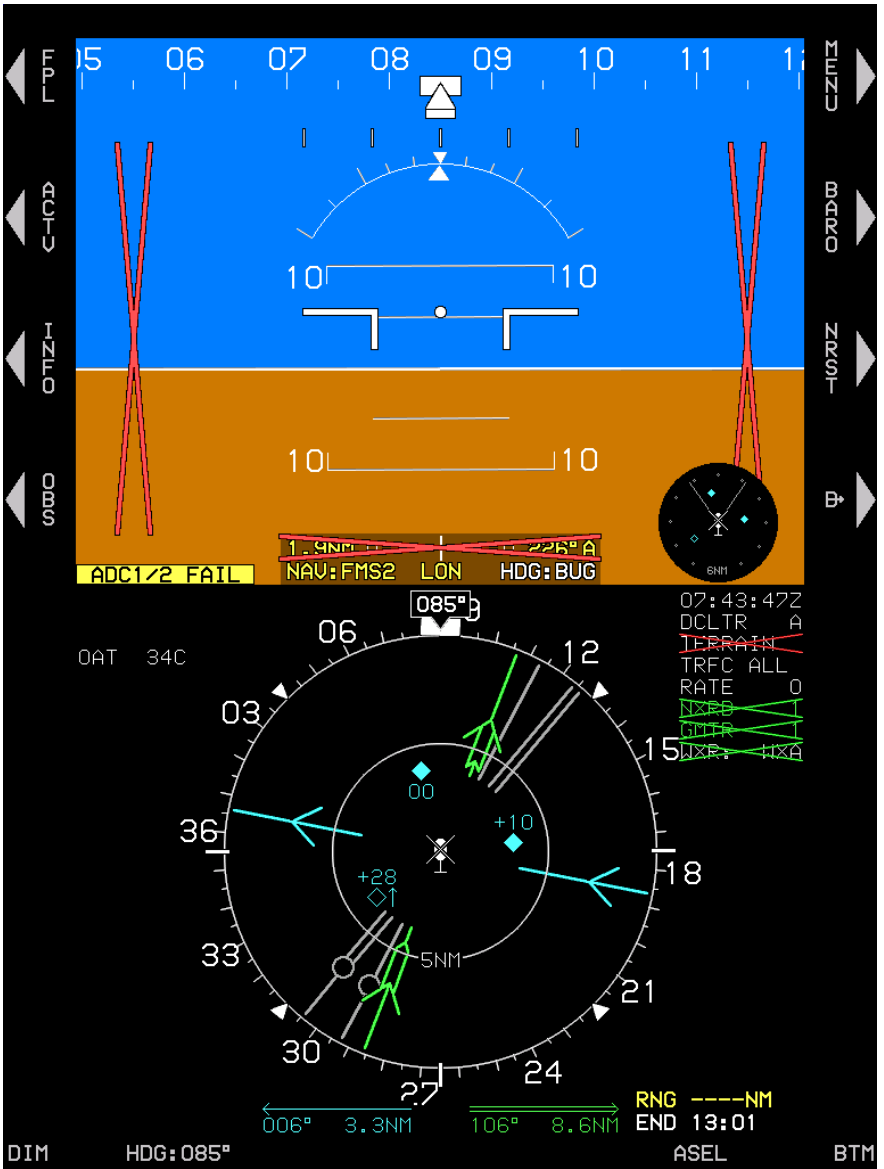 05 06 07 08 09 10 11
FPL
MENU
ACTV
BARO
10 10
INFO
NRST
10 10
OBS
1.9NM 226°A
6NM
ADC1/2 FAIL
NAV:FMS2 LON HDG:BUG
085°
07:43:47Z
DCLTR A
TERRAIN
TRFC ALL
RATE 0
NXRD 1
GMTR 1
WXR: WXA
OAT 34C
06
12
03
15
00
+10
36
18
+28
33
5NM
21
30
24
27
006° 3.3NM
106° 8.6NM
RNG ----NM
END 13:01
DIM HDG:085° ASEL BTM